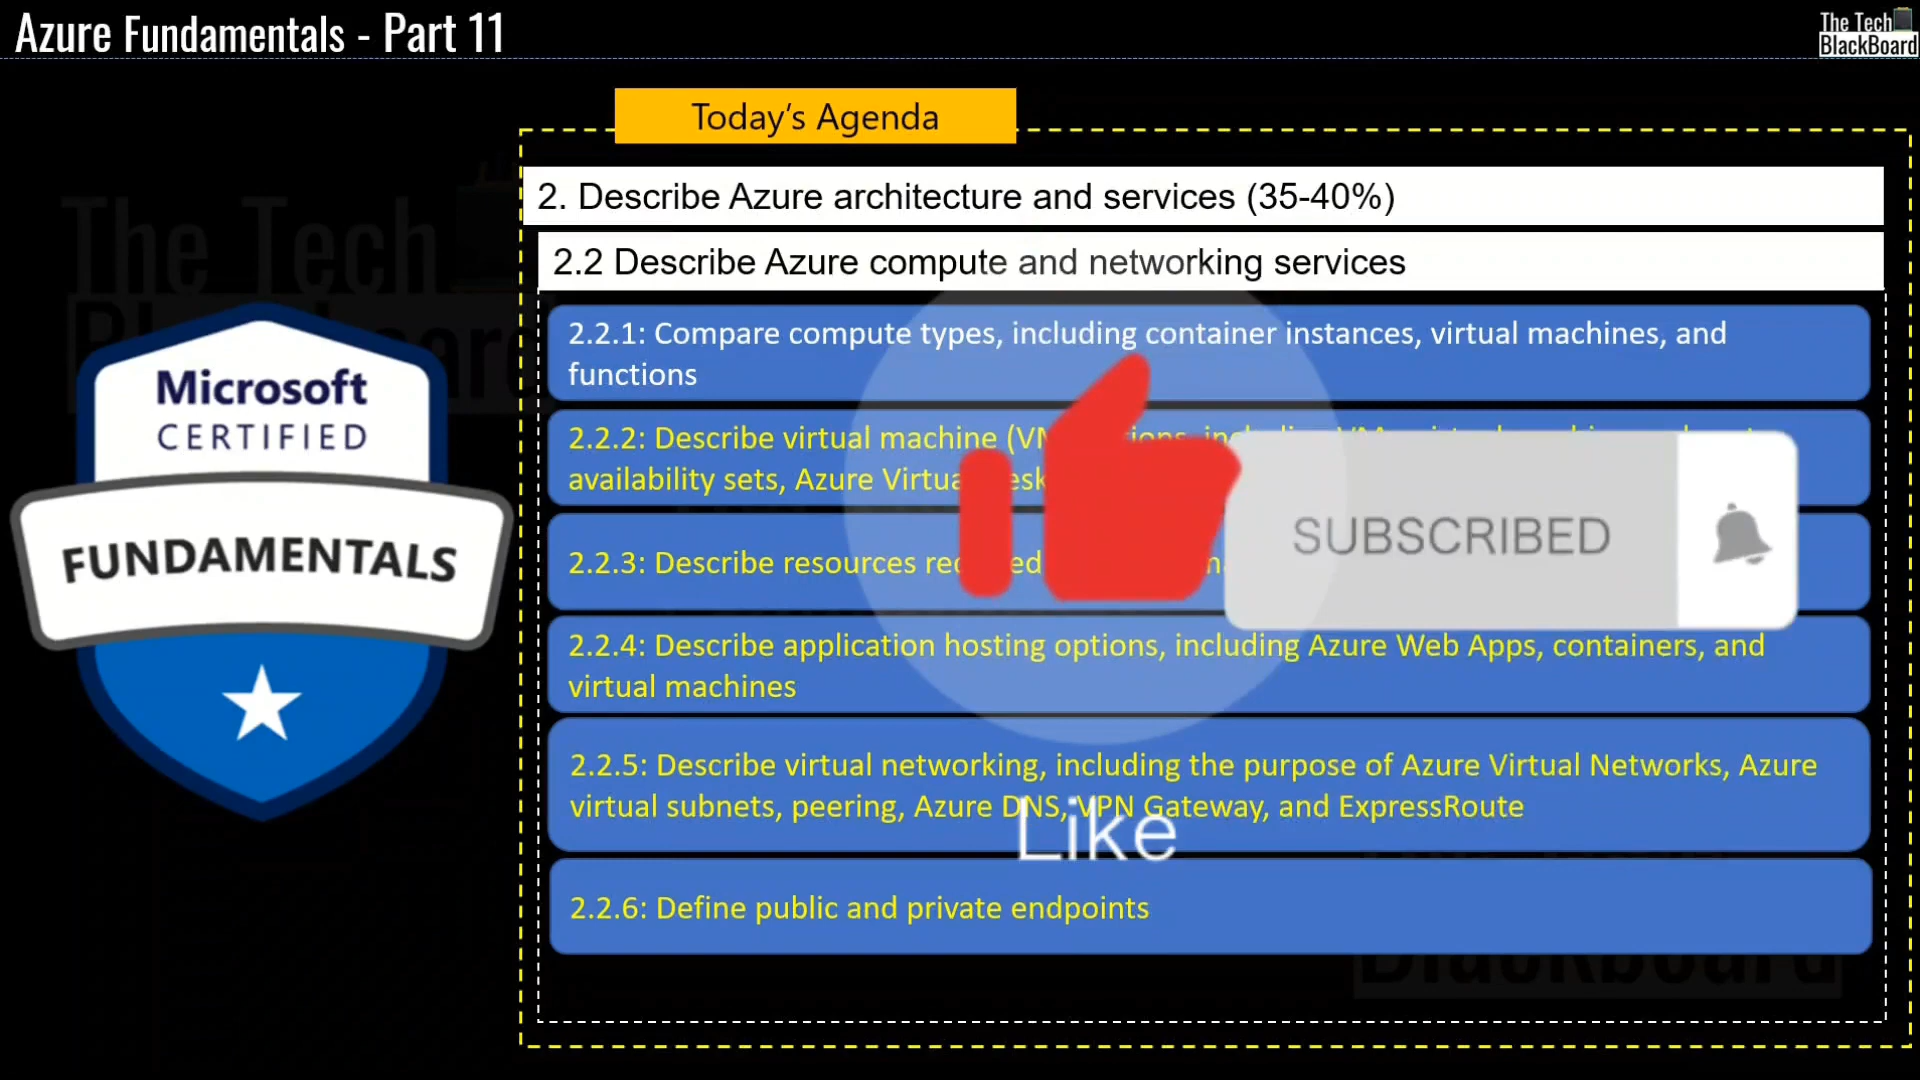 Azure Fundamentals - Part 11
The Tech
BlackBoard
Today's Agenda
2. Describe Azure architecture and services (35-40%)
2.2 Describe Azure compute and networking services
The Tech
Microsoft
CERTIFIED
FUNDAMENTALS
2.2.1: Compare compute types, including container instances, virtual machines, and
functions
2.2.2: Describe virtual machine
availability sets, Azure
SUBSCRIBED
2.2.3: Describe resources
2.2.4: Describe application hosting options, including Azure Web Apps, containers, and
virtual machines
2.2.5: Describe virtual networking, including the purpose of Azure Virtual Networks, Azure
virtual subnets, peering, Azure DNS, VPN Gateway, and ExpressRoute
Like
2.2.6: Define public and private endpoints
Blackboard